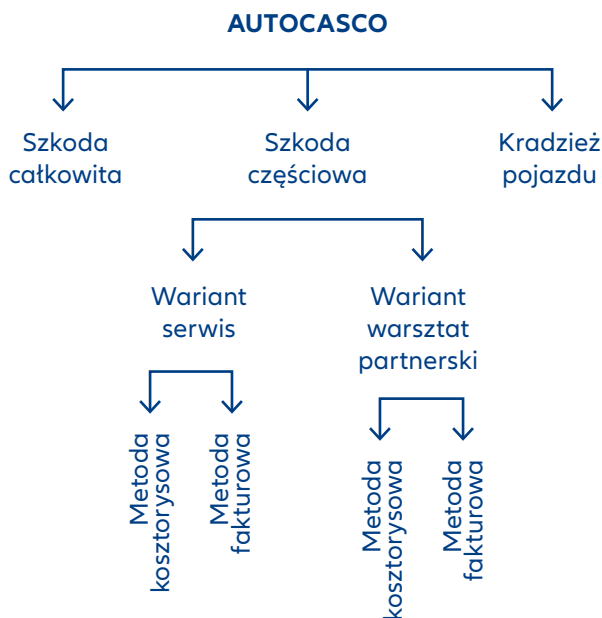 AUTOCASCO
Szkoda
całkowita
Szkoda
częściowa
Kradzież
pojazdu
Wariant
serwis
Wariant
warsztat
partnerski
Metoda
kosztorysowa
Metoda
fakturowa
Metoda
kosztorysowa
Metoda
fakturowa